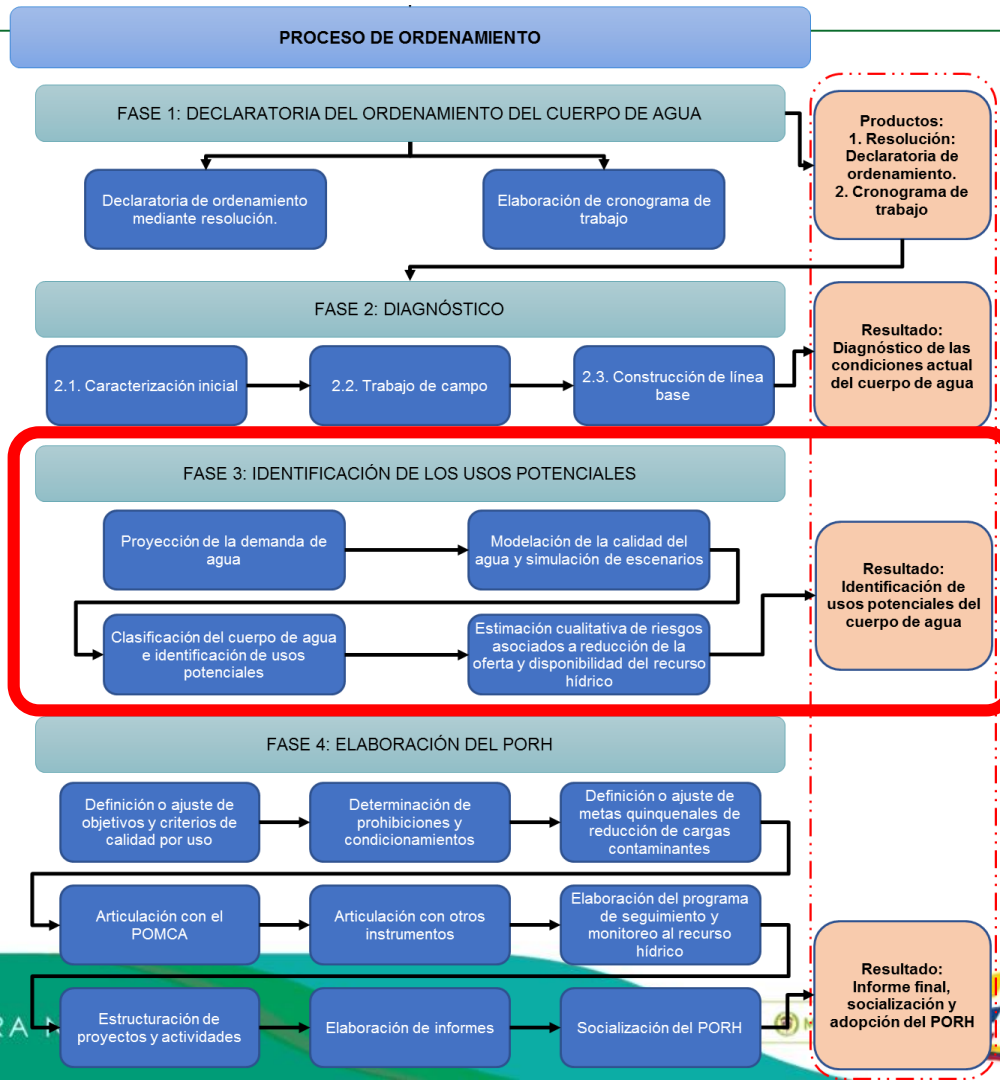 PROCESO DE ORDENAMIENTO
FASE 1: DECLARATORIA DEL ORDENAMIENTO DEL CUERPO DE AGUA
Productos:
1. Resolución:
Declaratoria de
ordenamiento.
2. Cronograma de
trabajo
Declaratoria de ordenamiento
mediante resolución.
Elaboración de cronograma de
trabajo
FASE 2: DIAGNÓSTICO
2.1. Caracterización inicial
2.2. Trabajo de campo
2.3. Construcción de línea
base
Resultado:
Diagnóstico de las
condiciones actual
del cuerpo de agua
FASE 3: IDENTIFICACIÓN DE LOS USOS POTENCIALES
Proyección de la demanda de
agua
Modelación de la calidad del
agua y simulación de escenarios
Clasificación del cuerpo de agua
e identificación de usos
potenciales
Estimación cualitativa de riesgos
asociados a reducción de la
oferta y disponibilidad del recurso
hídrico
Resultado:
Identificación de
usos potenciales del
cuerpo de agua
FASE 4: ELABORACIÓN DEL PORH
Definición o ajuste de
objetivos y criterios de
calidad por uso
Determinación de
prohibiciones y
condicionamientos
Definición o ajuste de
metas quinquenales de
reducción de cargas
contaminantes
Articulación con el
POMCA
Articulación con otros
instrumentos
Elaboración del programa
de seguimiento y
monitoreo al recurso
hídrico
Estructuración de
proyectos y actividades
Elaboración de informes
Socialización del PORH
Resultado:
Informe final,
socialización y
adopción del PORH